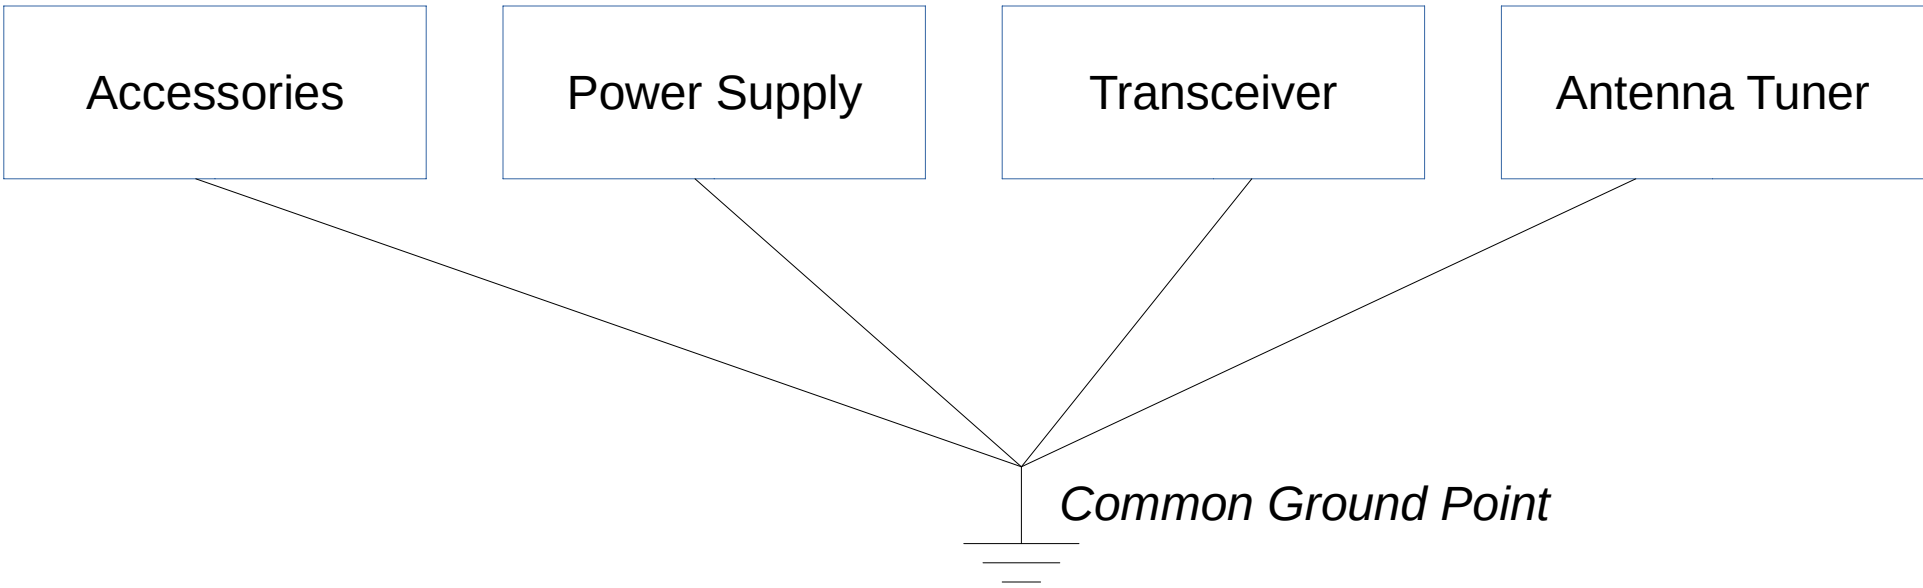 Accessories
Power Supply
Transceiver
Antenna Tuner
Common Ground Point